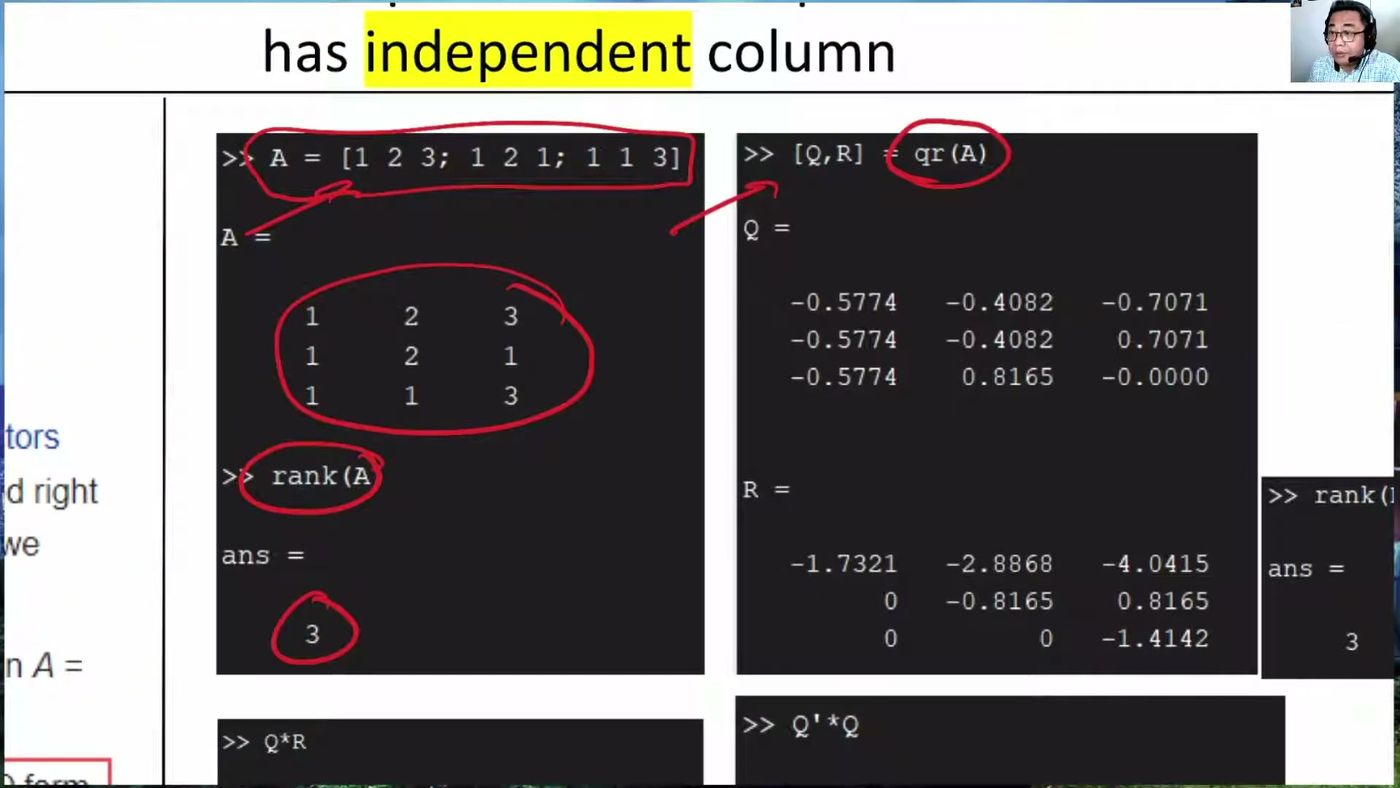 has independent column
>> A = [1 2 3; 1 2 1; 1 1 3]
A =
1 2 3
1 2 1
1 1 3
>> rank(A
ans =
3
>> Q*R
>> [Q,R] = qr(A)
Q =
-0.5774 -0.4082 -0.7071
-0.5774 -0.4082 0.7071
-0.5774 0.8165 -0.0000
R =
-1.7321 -2.8868 -4.0415
0 -0.8165 0.8165
0 0 -1.4142
>> Q'*Q
>> rank(
ans =
3
tors
d right
we
n A =
form